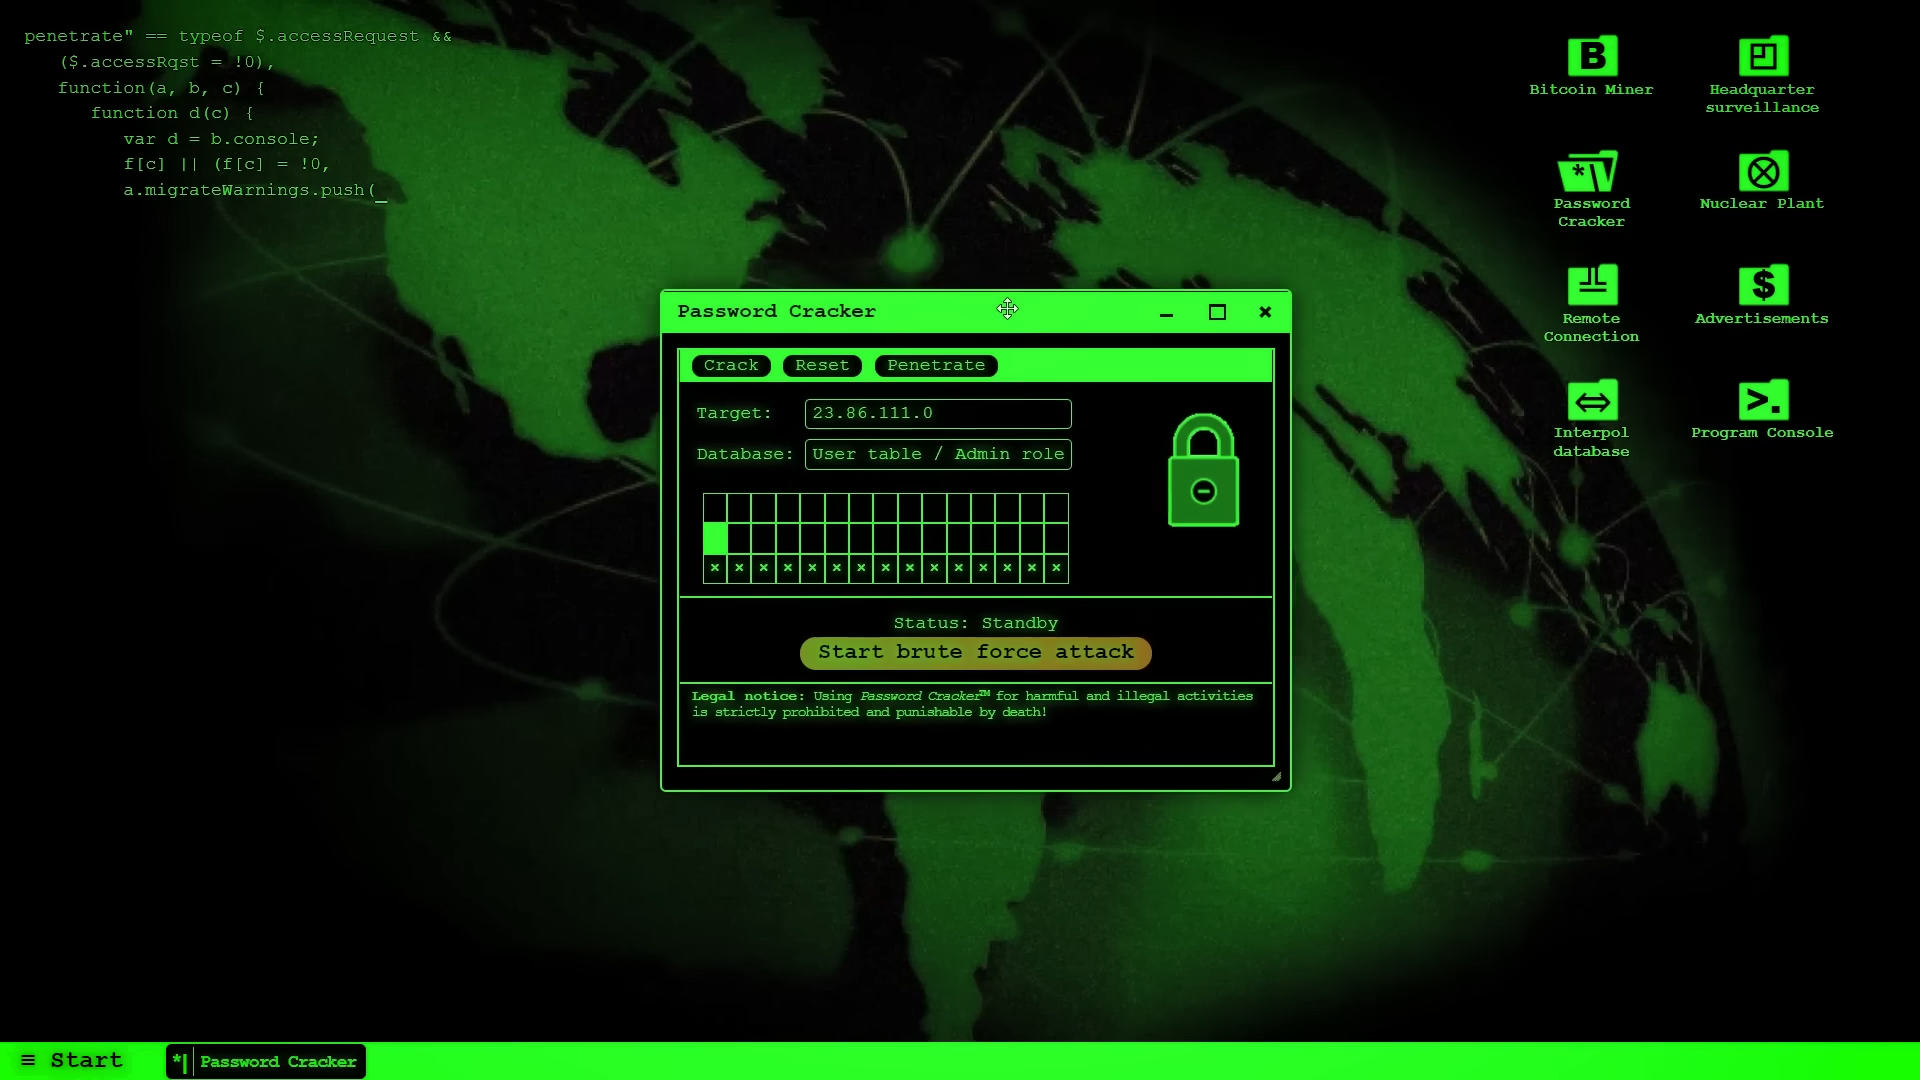 penetrate" == typeof $.accessRequest &&
($.accessRqst = !0),
function(a, b, c) {
function d(c) {
var d = b.console;
f[c] || (f[c] = !0,
a.migrateWarnings.push(_
B
Bitcoin Miner
Headquarter
surveillance
*\V
Password
Cracker
Nuclear Plant
Remote
Connection
$
Advertisements
Interpol
database
>.
Program Console
Password Cracker
Crack Reset Penetrate
Target: 23.86.111.0
Database: User table / Admin role
× × × × × × × × × × × × × × ×
Status: Standby
Start brute force attack
Legal notice: Using Password Cracker™ for harmful and illegal activities
is strictly prohibited and punishable by death!
≡ Start *| Password Cracker